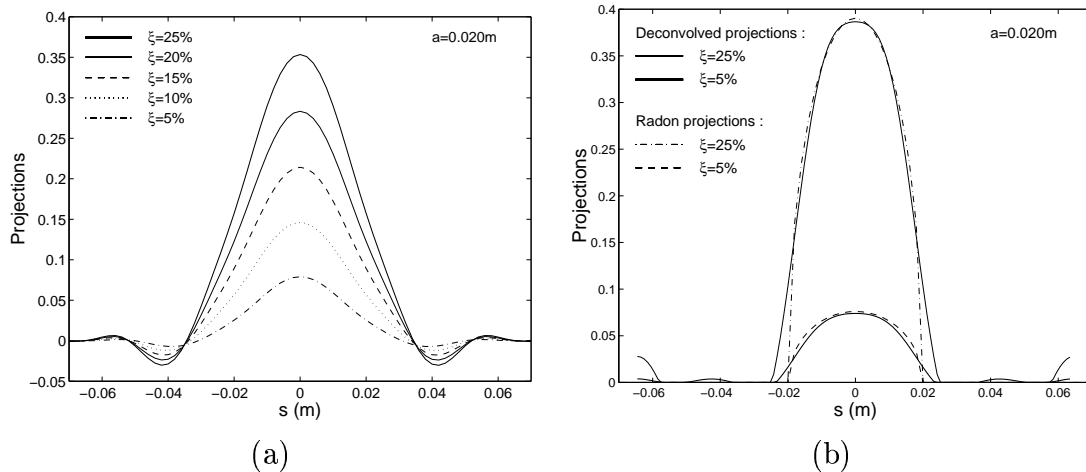 0.4
0.35
0.3
0.25
0.2
0.15
0.1
0.05
0
−0.05
Projections
ξ=25%
ξ=20%
ξ=15%
ξ=10%
ξ=5%
a=0.020m
−0.06 −0.04 −0.02 0 0.02 0.04 0.06
s (m)
(a)
0.4
0.35
0.3
0.25
0.2
0.15
0.1
0.05
0
Projections
Deconvolved projections :
ξ=25%
ξ=5%
Radon projections :
ξ=25%
ξ=5%
a=0.020m
−0.06 −0.04 −0.02 0 0.02 0.04 0.06
s (m)
(b)